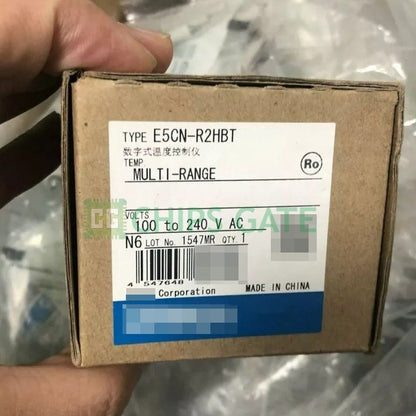 TYPE E5CN-R2HBT
数字式温度控制仪
TEMP
MULTI-RANGE
Ro
CHIPS GATE
VOLTS
100 to 240 V AC
N6 LOT No. 1547MR QTY. 1
4 547648
Corporation MADE IN CHINA